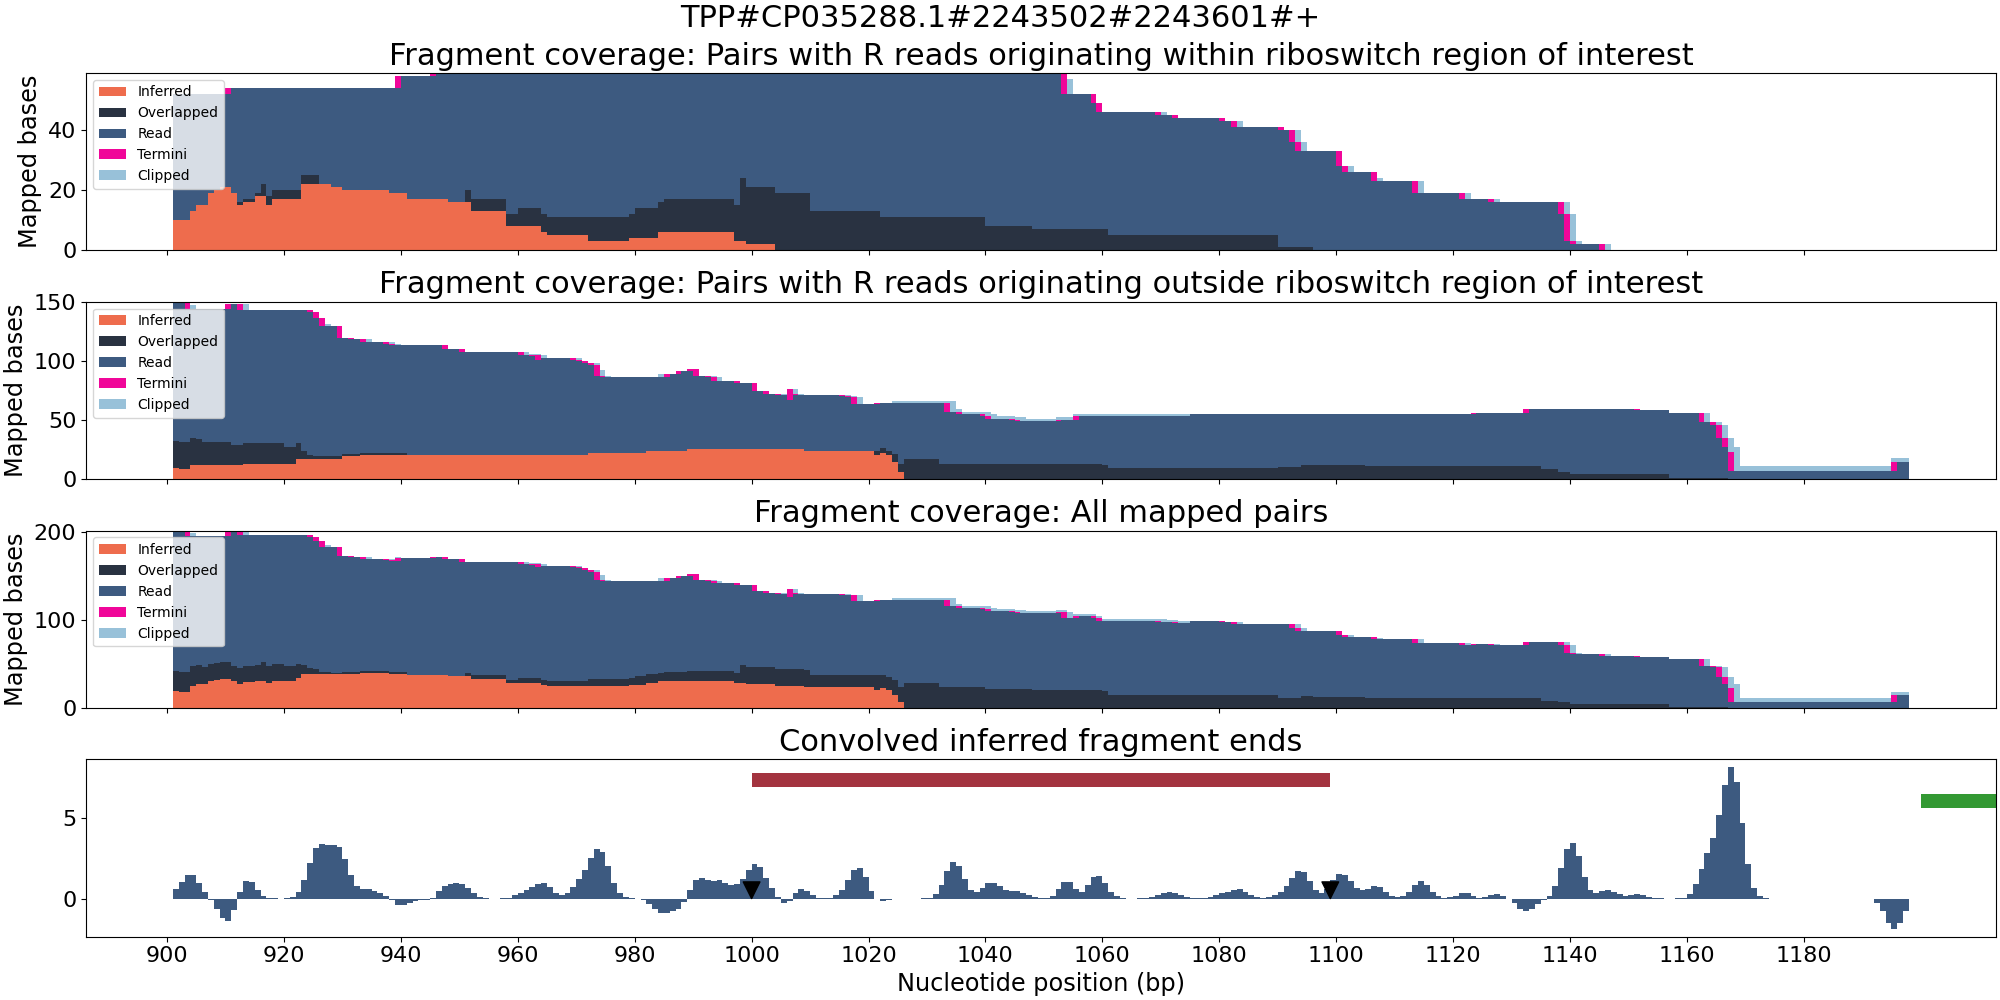 TPP#CP035288.1#2243502#2243601#+
Fragment coverage: Pairs with R reads originating within riboswitch region of interest
Mapped bases
40
20
0
Inferred
Overlapped
Read
Termini
Clipped
Fragment coverage: Pairs with R reads originating outside riboswitch region of interest
Mapped bases
150
100
50
0
Inferred
Overlapped
Read
Termini
Clipped
Fragment coverage: All mapped pairs
Mapped bases
200
100
0
Inferred
Overlapped
Read
Termini
Clipped
Convolved inferred fragment ends
5
0
900 920 940 960 980 1000 1020 1040 1060 1080 1100 1120 1140 1160 1180
Nucleotide position (bp)